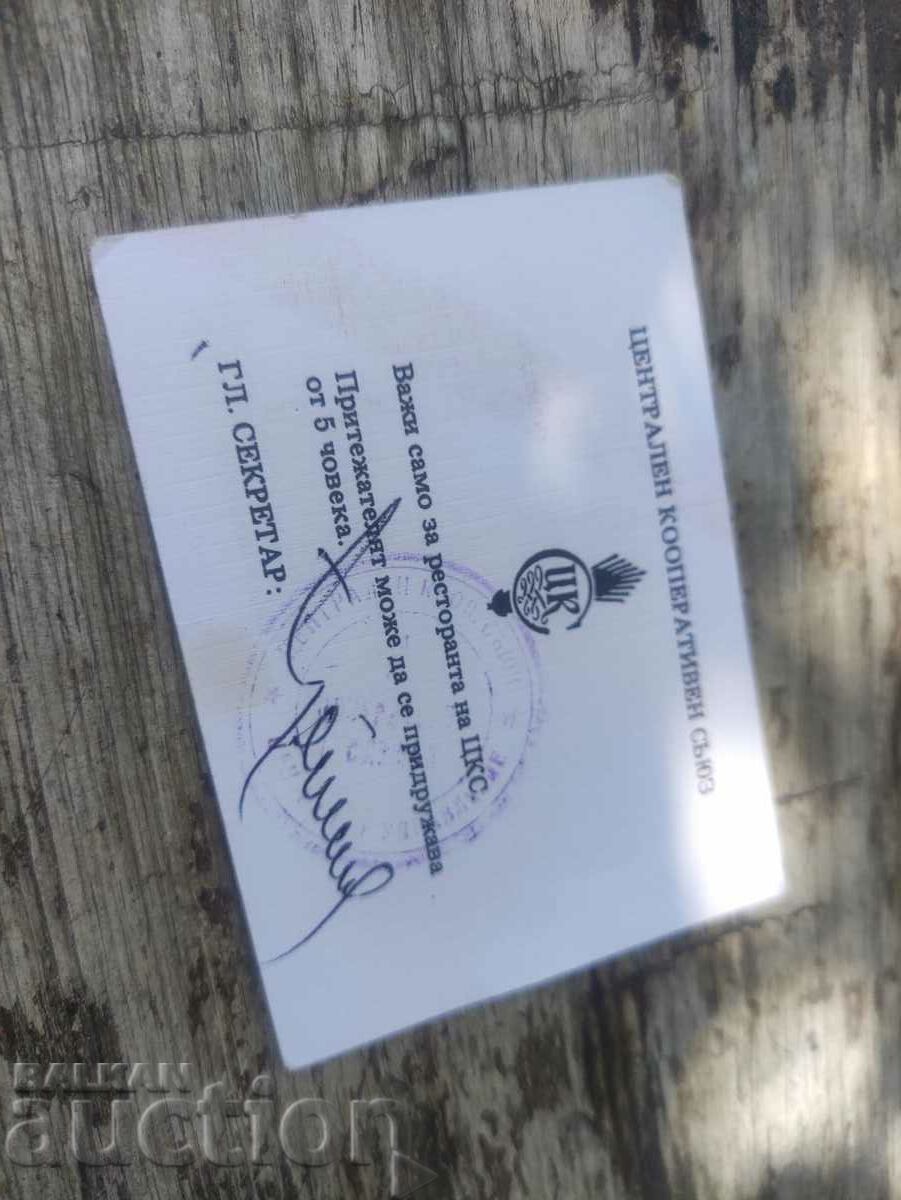 ЦЕНТРАЛЕН КООПЕРАТИВЕН СЪЮЗ
ЦКС
Важи само за ресторанта на ЦКС.
Притежателят може да се придружава
от 5 човека.
ГЛ. СЕКРЕТАР:
BALKAN
auction